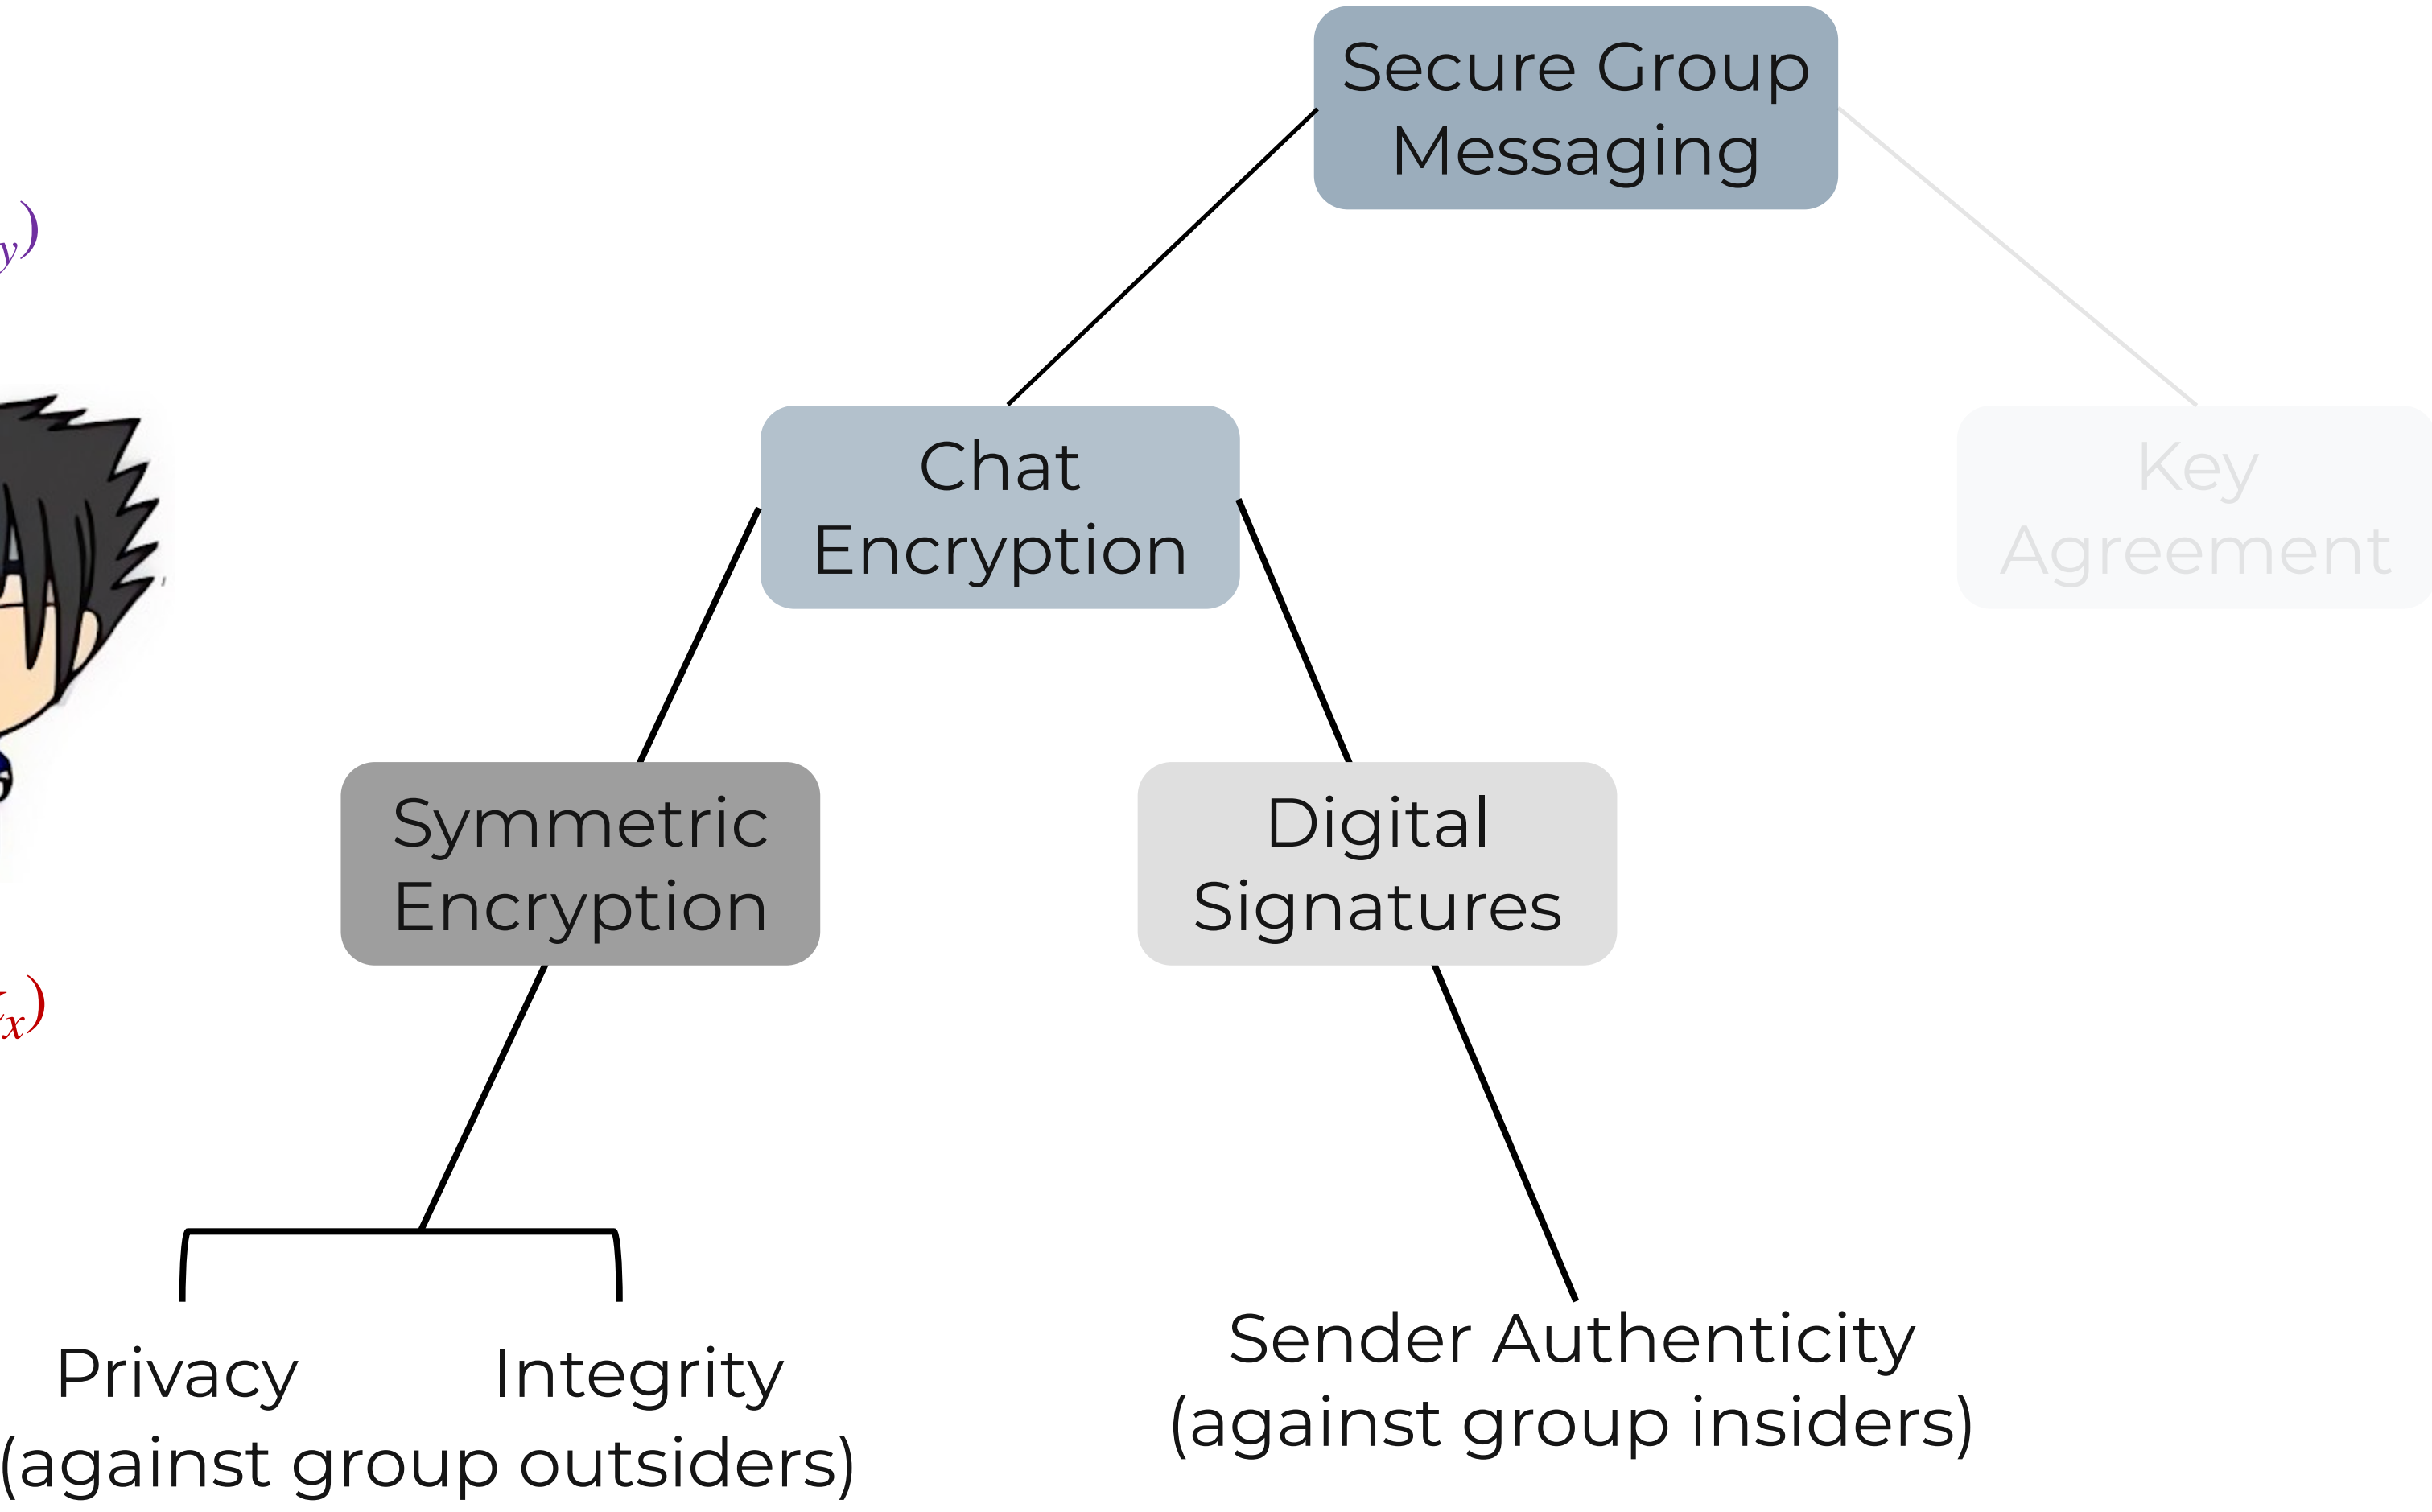 Secure Group
Messaging
y)
Chat
Encryption
Key
Agreement
Symmetric
Encryption
Digital
Signatures
x)
Privacy
Integrity
(against group outsiders)
Sender Authenticity
(against group insiders)